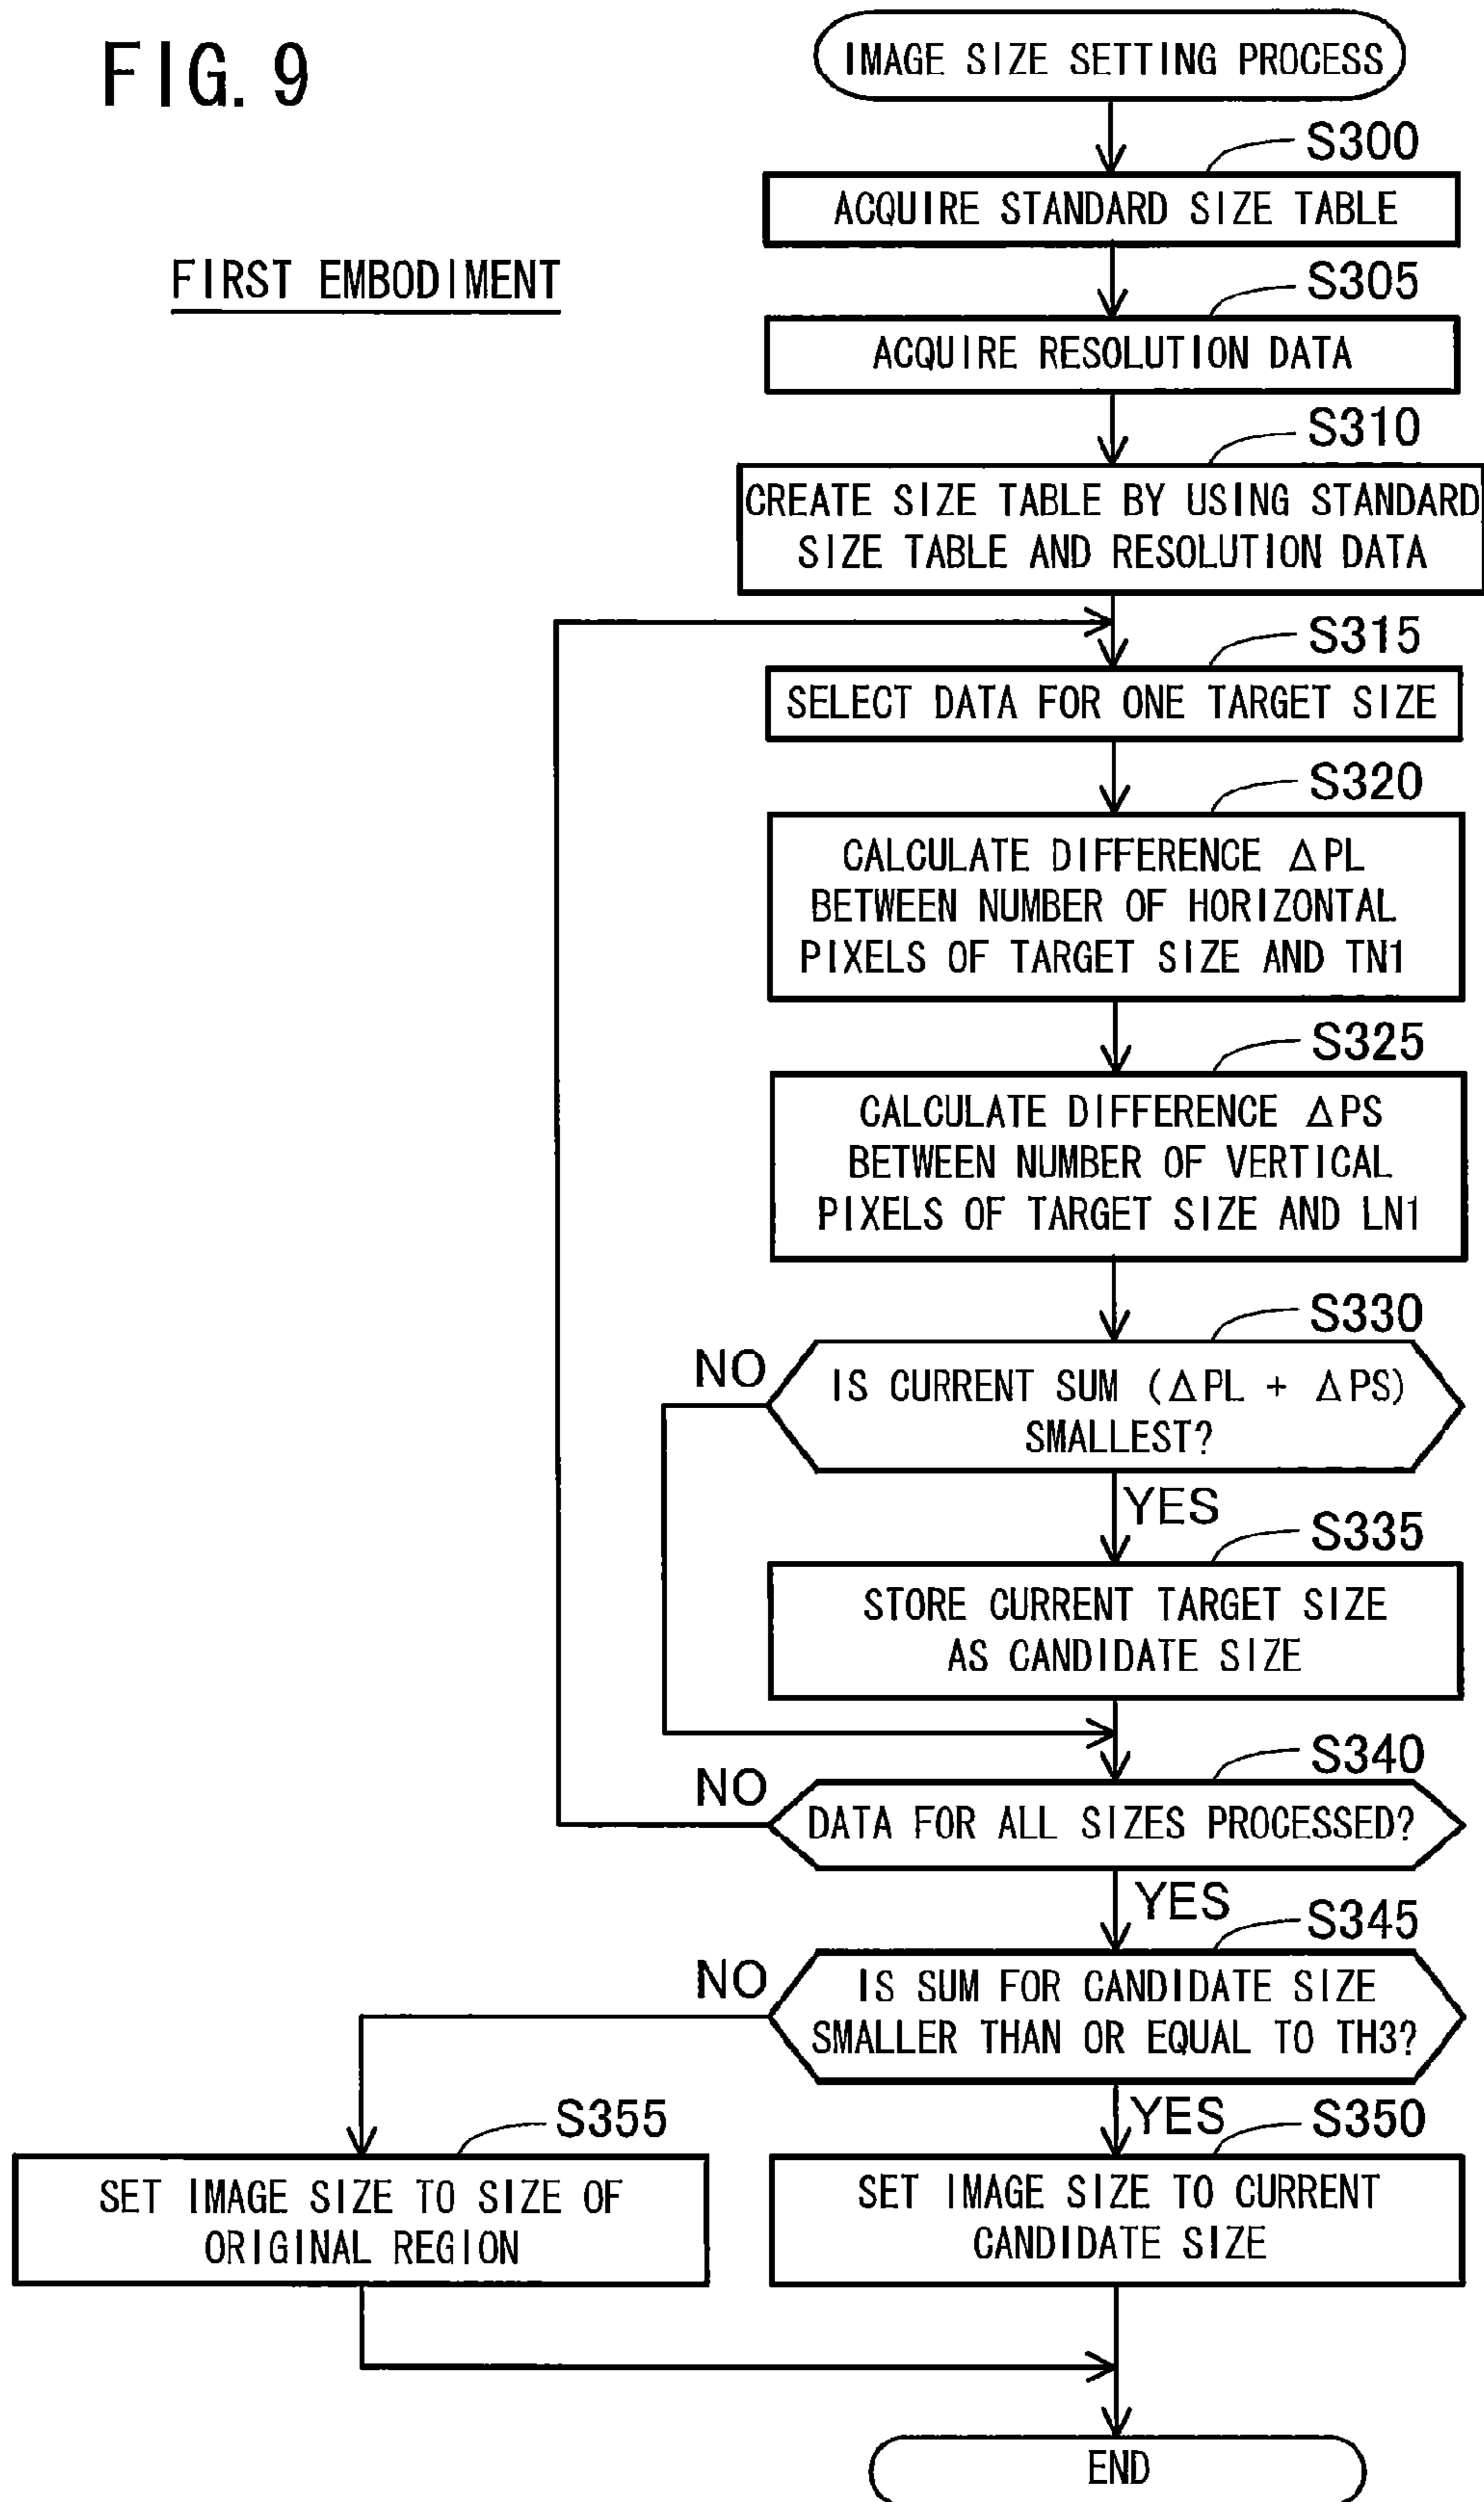 FIG. 9
IMAGE SIZE SETTING PROCESS
S300
ACQUIRE STANDARD SIZE TABLE
FIRST EMBODIMENT
S305
ACQUIRE RESOLUTION DATA
S310
CREATE SIZE TABLE BY USING STANDARD
SIZE TABLE AND RESOLUTION DATA
S315
SELECT DATA FOR ONE TARGET SIZE
S320
CALCULATE DIFFERENCE ΔPL
BETWEEN NUMBER OF HORIZONTAL
PIXELS OF TARGET SIZE AND TN1
S325
CALCULATE DIFFERENCE ΔPS
BETWEEN NUMBER OF VERTICAL
PIXELS OF TARGET SIZE AND LN1
S330
NO
IS CURRENT SUM (ΔPL + ΔPS)
SMALLEST?
YES
S335
STORE CURRENT TARGET SIZE
AS CANDIDATE SIZE
S340
NO
DATA FOR ALL SIZES PROCESSED?
YES
S345
NO
IS SUM FOR CANDIDATE SIZE
SMALLER THAN OR EQUAL TO TH3?
YES
S355
S350
SET IMAGE SIZE TO SIZE OF
ORIGINAL REGION
SET IMAGE SIZE TO CURRENT
CANDIDATE SIZE
END